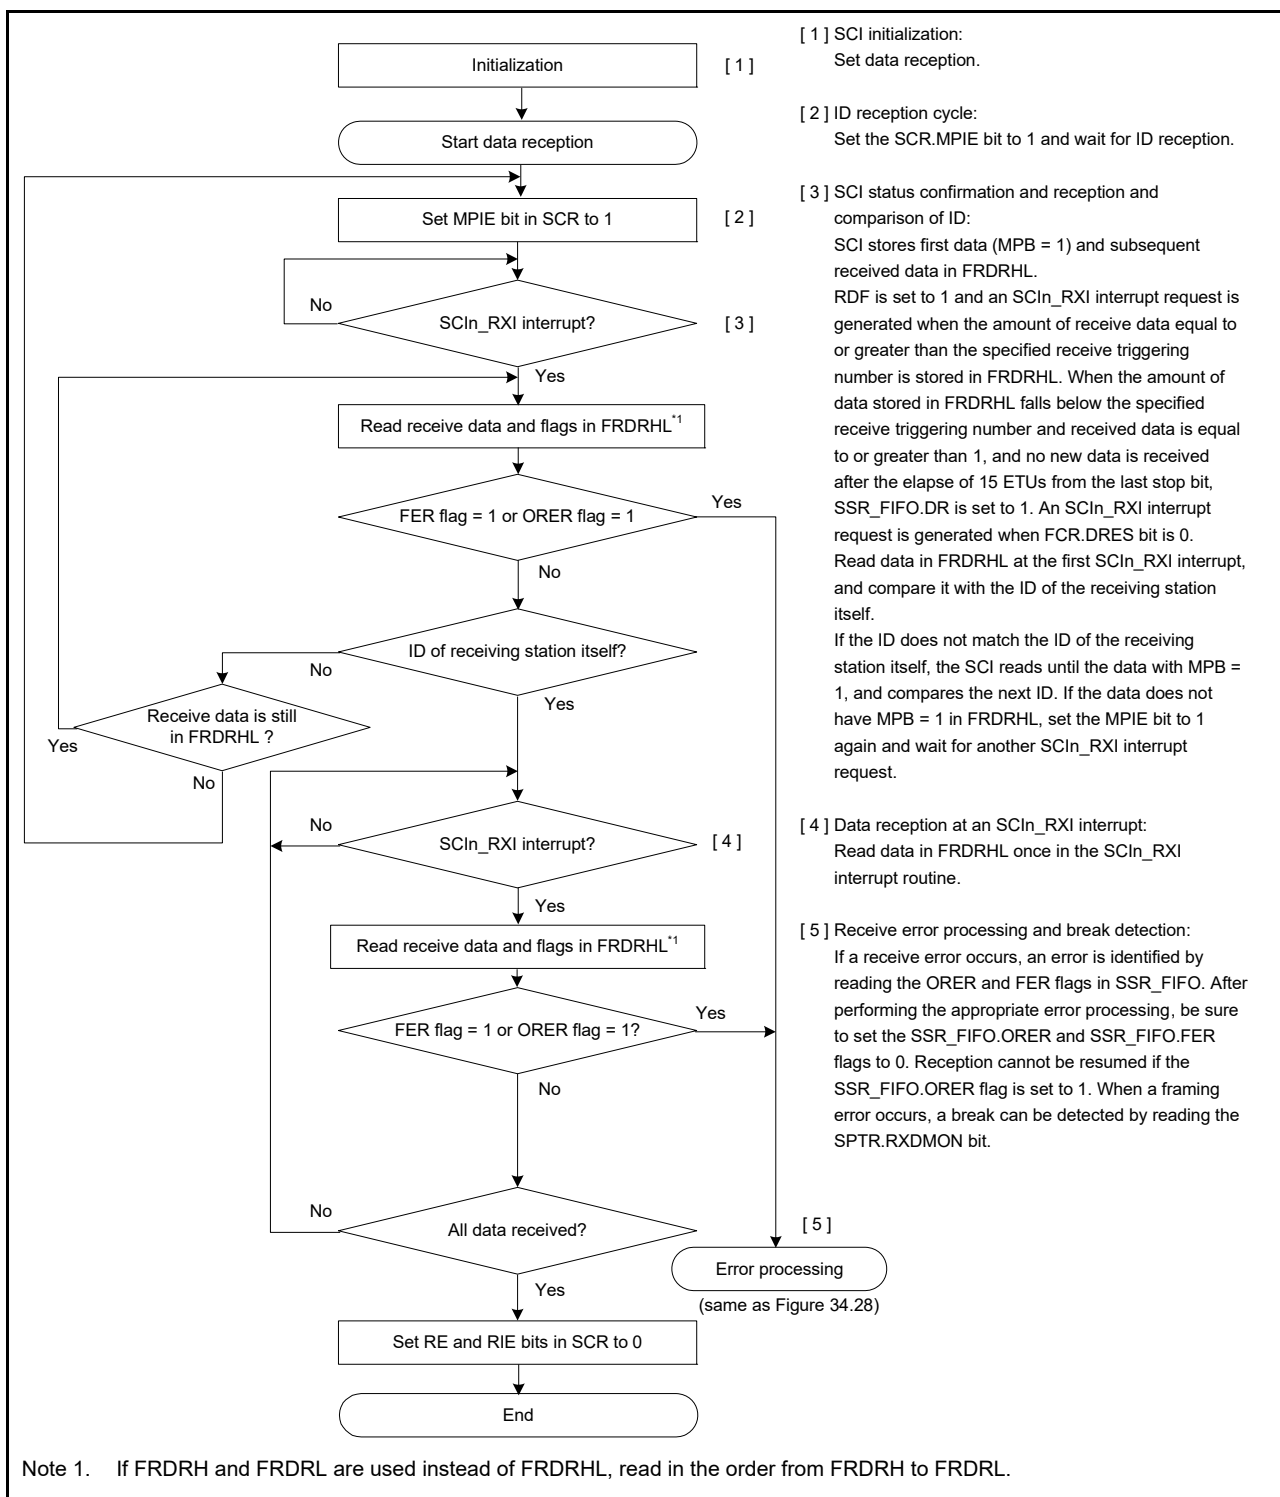 Initialization
[ 1 ]
Start data reception
Set MPIE bit in SCR to 1
[ 2 ]
No
SCIn_RXI interrupt?
[ 3 ]
Yes
Read receive data and flags in FRDRHL*1
Yes
FER flag = 1 or ORER flag = 1
No
ID of receiving station itself?
No
Yes
Receive data is still
in FRDRHL ?
Yes
No
No
SCIn_RXI interrupt?
[ 4 ]
Yes
Read receive data and flags in FRDRHL*1
Yes
FER flag = 1 or ORER flag = 1?
No
No
All data received?
[ 5 ]
Error processing
Yes
(same as Figure 34.28)
Set RE and RIE bits in SCR to 0
End
[ 1 ] SCI initialization:
Set data reception.
[ 2 ] ID reception cycle:
Set the SCR.MPIE bit to 1 and wait for ID reception.
[ 3 ] SCI status confirmation and reception and
comparison of ID:
SCI stores first data (MPB = 1) and subsequent
received data in FRDRHL.
RDF is set to 1 and an SCIn_RXI interrupt request is
generated when the amount of receive data equal to
or greater than the specified receive triggering
number is stored in FRDRHL. When the amount of
data stored in FRDRHL falls below the specified
receive triggering number and received data is equal
to or greater than 1, and no new data is received
after the elapse of 15 ETUs from the last stop bit,
SSR_FIFO.DR is set to 1. An SCIn_RXI interrupt
request is generated when FCR.DRES bit is 0.
Read data in FRDRHL at the first SCIn_RXI interrupt,
and compare it with the ID of the receiving station
itself.
If the ID does not match the ID of the receiving
station itself, the SCI reads until the data with MPB =
1, and compares the next ID. If the data does not
have MPB = 1 in FRDRHL, set the MPIE bit to 1
again and wait for another SCIn_RXI interrupt
request.
[ 4 ] Data reception at an SCIn_RXI interrupt:
Read data in FRDRHL once in the SCIn_RXI
interrupt routine.
[ 5 ] Receive error processing and break detection:
If a receive error occurs, an error is identified by
reading the ORER and FER flags in SSR_FIFO. After
performing the appropriate error processing, be sure
to set the SSR_FIFO.ORER and SSR_FIFO.FER
flags to 0. Reception cannot be resumed if the
SSR_FIFO.ORER flag is set to 1. When a framing
error occurs, a break can be detected by reading the
SPTR.RXDMON bit.
Note 1. If FRDRH and FRDRL are used instead of FRDRHL, read in the order from FRDRH to FRDRL.